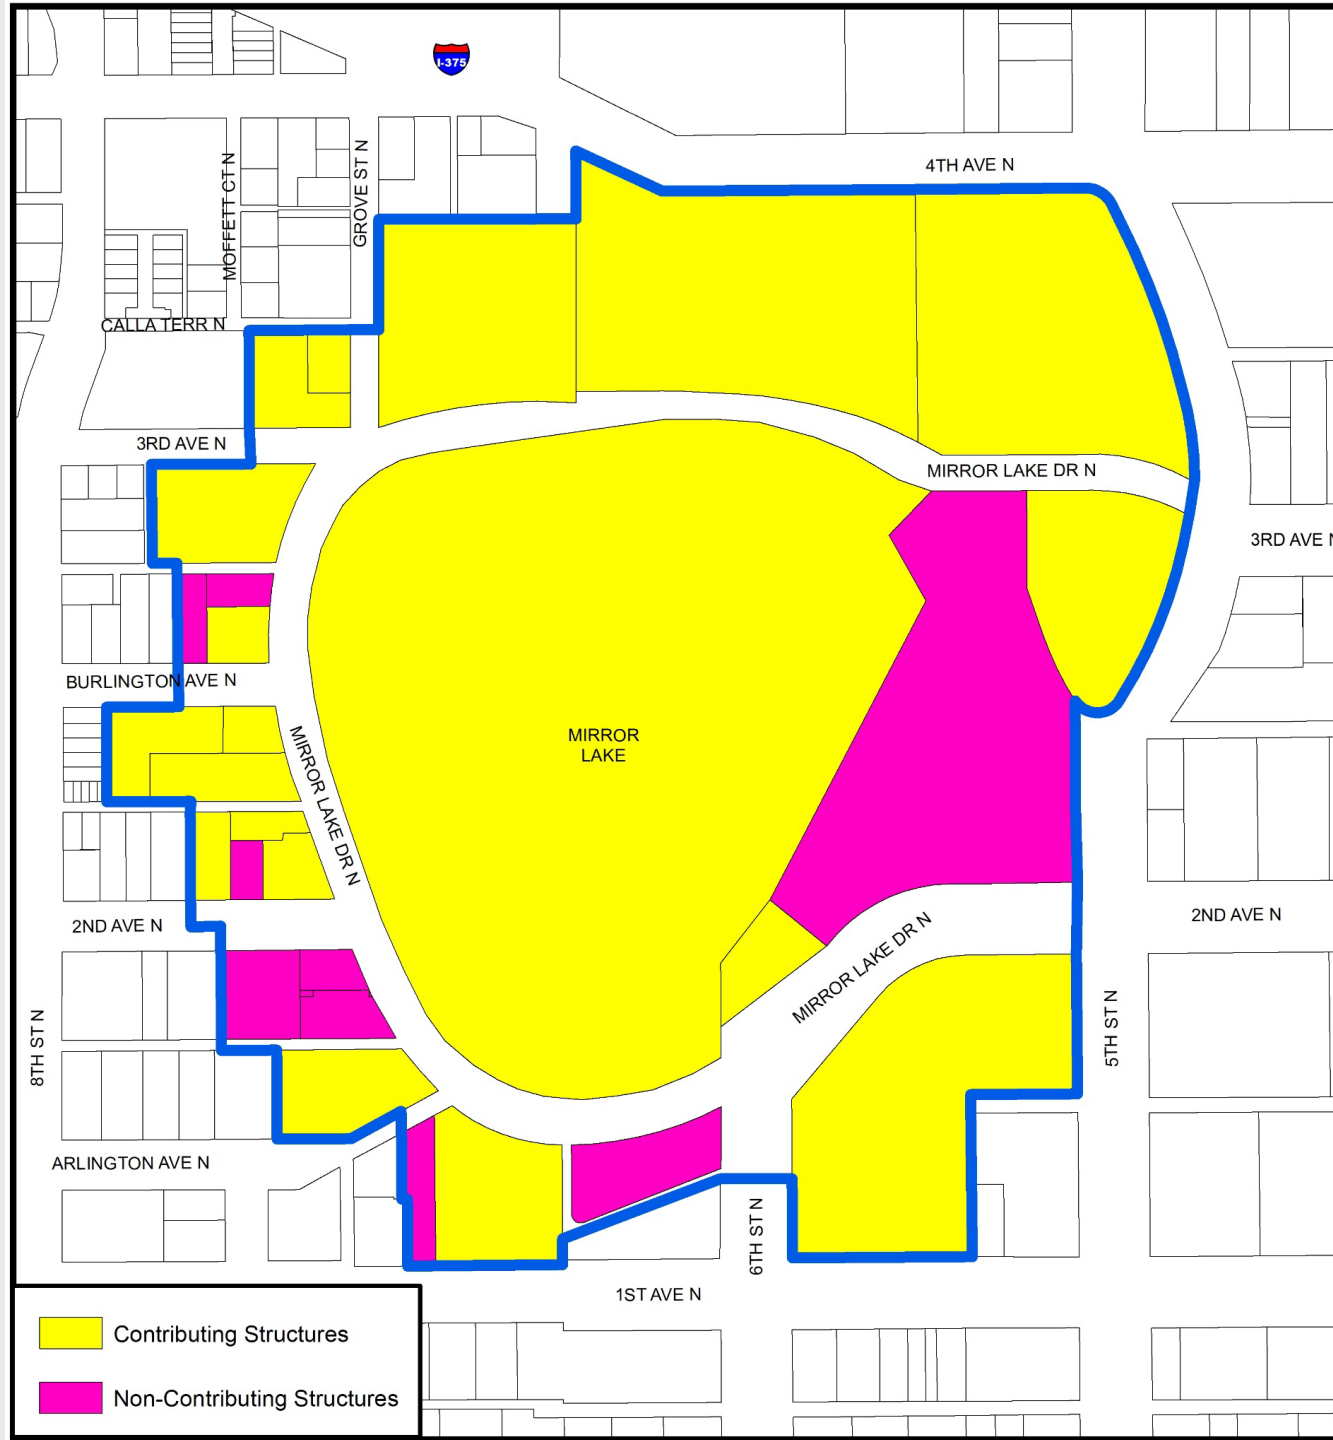 I-375
4TH AVE N
MOFFETT CT N
GROVE ST N
CALLA TERR N
3RD AVE N
MIRROR LAKE DR N
3RD AVE N
BURLINGTON AVE N
MIRROR LAKE DR N
MIRROR
LAKE
2ND AVE N
MIRROR LAKE DR N
2ND AVE N
8TH ST N
5TH ST N
ARLINGTON AVE N
6TH ST N
1ST AVE N
Contributing Structures
Non-Contributing Structures